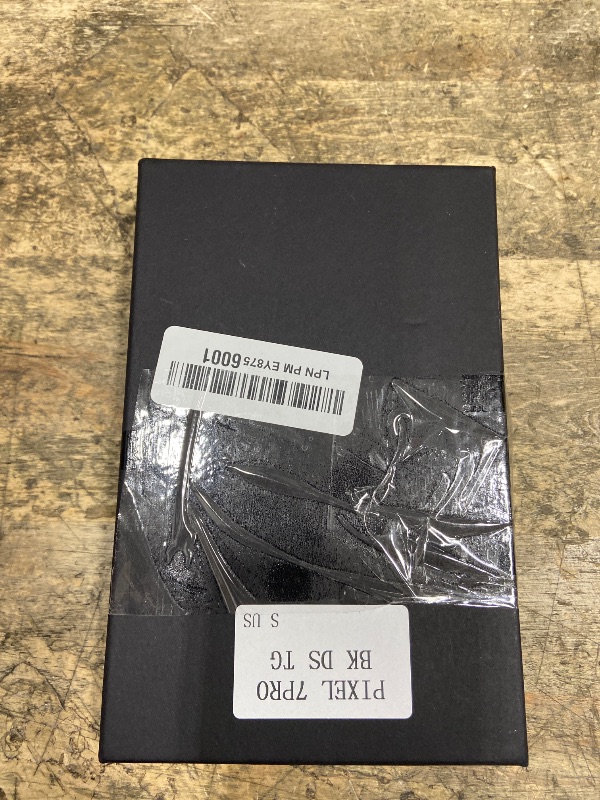 LPN PM EY8756001
PIXEL 7PRO
BK DS TG
S US